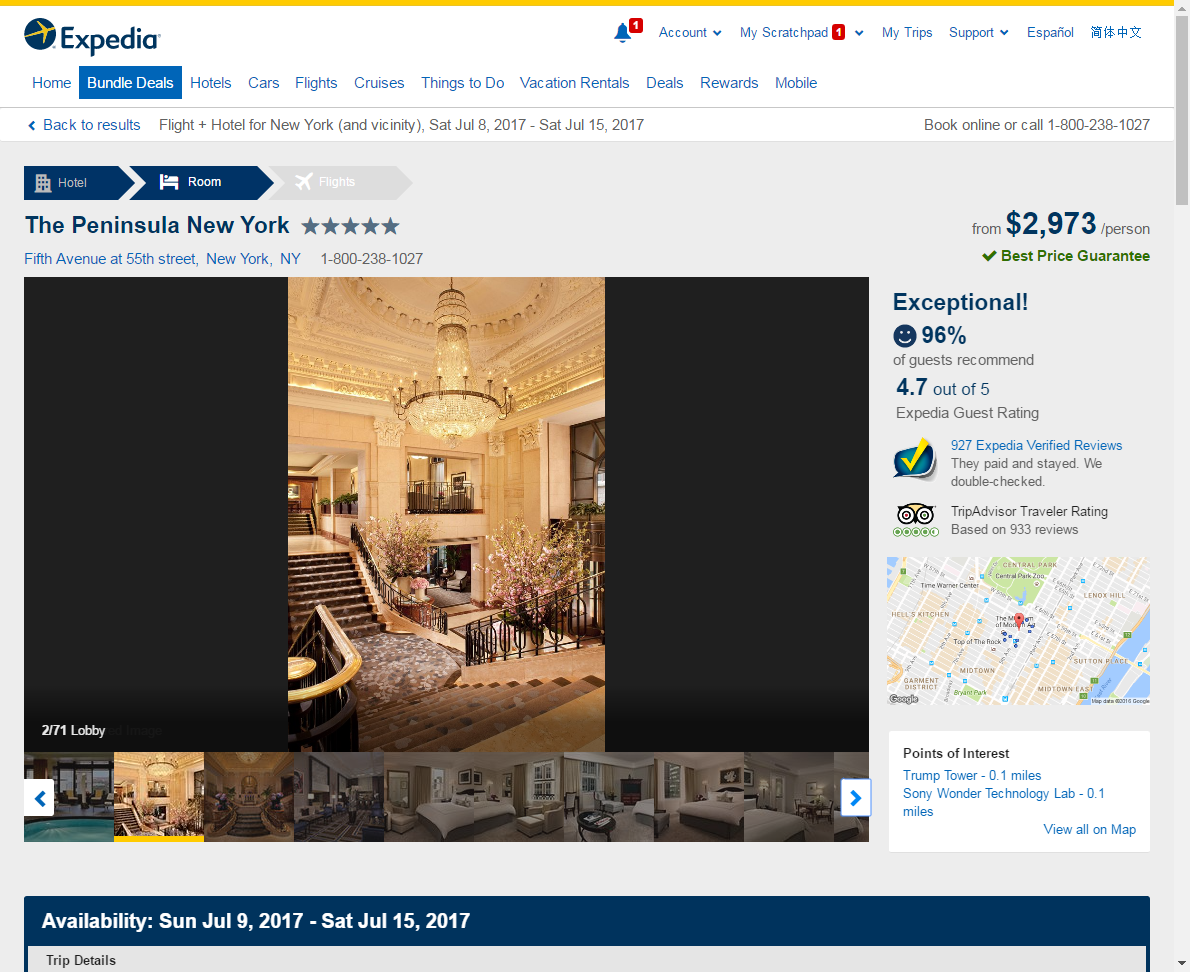 Expedia
1
Account
My Scratchpad 1
My Trips
Support
Español
简体中文
Home
Bundle Deals
Hotels
Cars
Flights
Cruises
Things to Do
Vacation Rentals
Deals
Rewards
Mobile
Back to results
Flight + Hotel for New York (and vicinity), Sat Jul 8, 2017 - Sat Jul 15, 2017
Book online or call 1-800-238-1027
Hotel
Room
Flights
The Peninsula New York
from $2,973 /person
Fifth Avenue at 55th street, New York, NY 1-800-238-1027
Best Price Guarantee
2/71 Lobby
Exceptional!
96%
of guests recommend
4.7 out of 5
Expedia Guest Rating
927 Expedia Verified Reviews
They paid and stayed. We
double-checked.
TripAdvisor Traveler Rating
Based on 933 reviews
CENTRAL PARK
Central Park Zoo
Time Warner Center
LENOX HILL
HELL'S KITCHEN
Top of The Rock
SUTTON PLACE
MIDTOWN
GARMENT
DISTRICT
MIDTOWN EAST
Bryant Park
Google
Map data ©2016 Google
Points of Interest
Trump Tower - 0.1 miles
Sony Wonder Technology Lab - 0.1
miles
View all on Map
Availability: Sun Jul 9, 2017 - Sat Jul 15, 2017
Trip Details